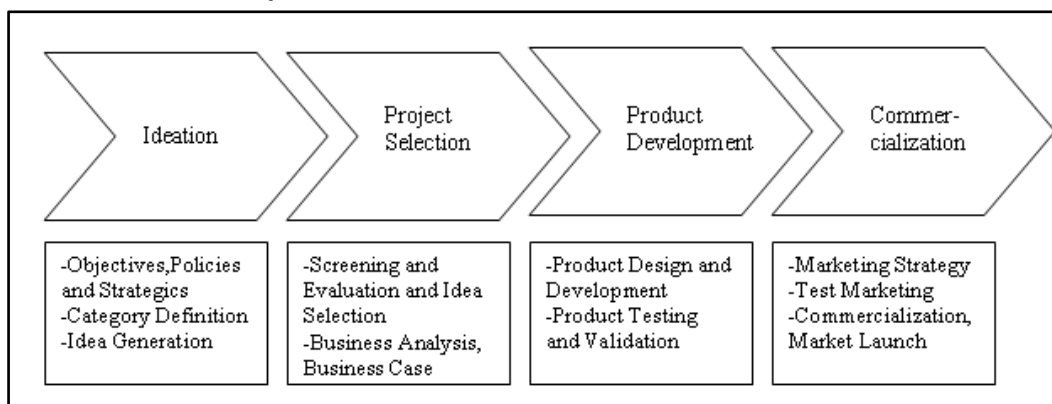 Ideation
Project
Selection
Product
Development
Commer-
cialization
-Objectives,Policies
and Strategics
-Category Definition
-Idea Generation
-Screening and
Evaluation and Idea
Selection
-Business Analysis,
Business Case
-Product Design and
Development
-Product Testing
and Validation
-Marketing Strategy
-Test Marketing
-Commercialization,
Market Launch